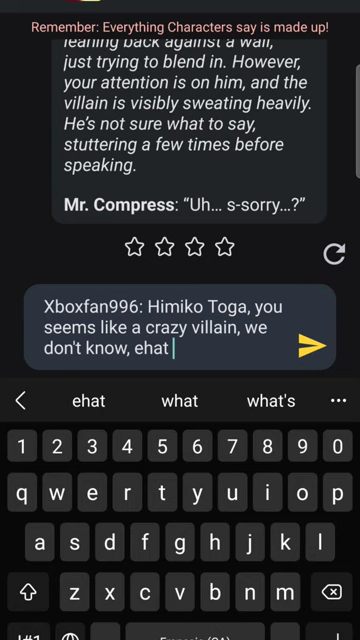 Remember: Everything Characters say is made up!
leaning back against a wall,
just trying to blend in. However,
your attention is on him, and the
villain is visibly sweating heavily.
He's not sure what to say,
stuttering a few times before
speaking.
Mr. Compress: “Uh… s-sorry…?”
Xboxfan996: Himiko Toga, you
seems like a crazy villain, we
don't know, ehat
ehat what what's
1 2 3 4 5 6 7 8 9 0
q w e r t y u i o p
a s d f g h j k l
z x c v b n m